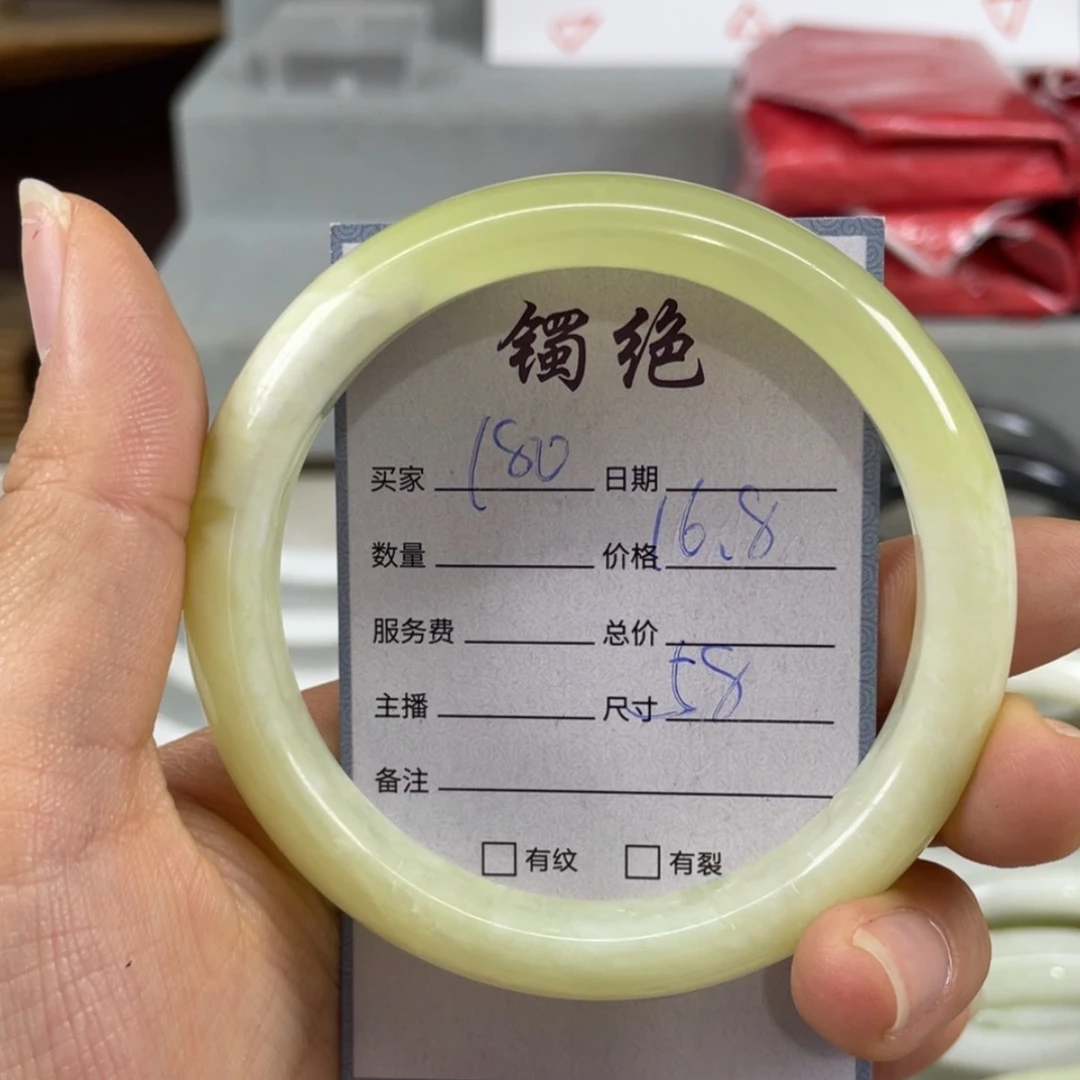 镯绝
买家 180 日期
数量 价格 16.8
服务费 总价
主播 尺寸 58
备注
□有纹 □有裂